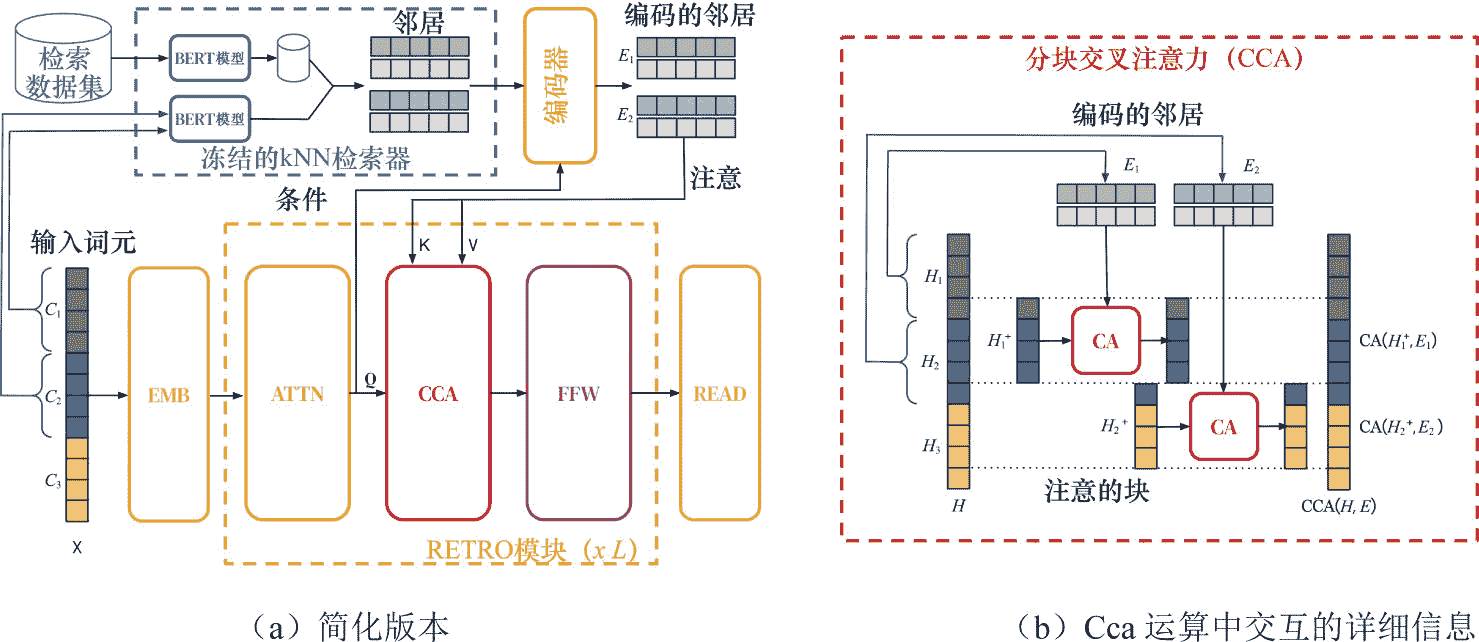 检索
数据集
BERT模型
BERT模型
邻居
冻结的kNN检索器
编码器
编码的邻居
E1
E2
条件
注意
K
V
输入词元
C1
C2
C3
X
EMB
ATTN
Q
CCA
FFW
READ
RETRO模块（x L）
（a）简化版本
分块交叉注意力（CCA）
编码的邻居
E1
E2
H1
H2
H3
H
H1+
CA
H2+
CA
注意的块
CA(H1+,E1)
CA(H2+,E2 )
CCA(H, E)
（b）Cca 运算中交互的详细信息